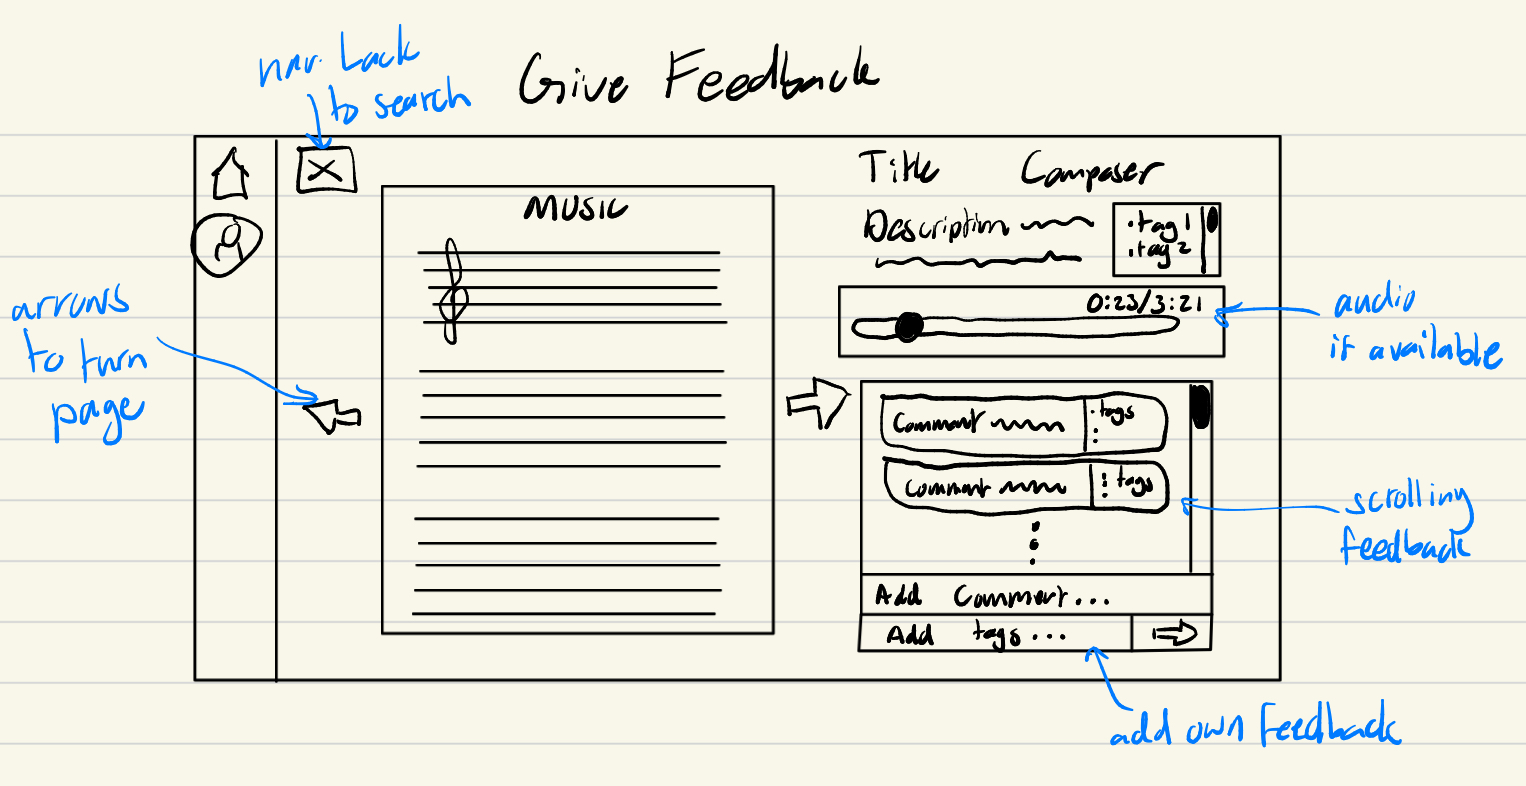 Give Feedback
nav. back
to search
Title Composer
Description
• tag 1
• tag 2
MUSIC
0:23/3:21
audio
if available
arrows
to turn
page
Comment
• tags
Comment
tags
scrolling
feedback
Add Comment...
Add tags...
add own feedback